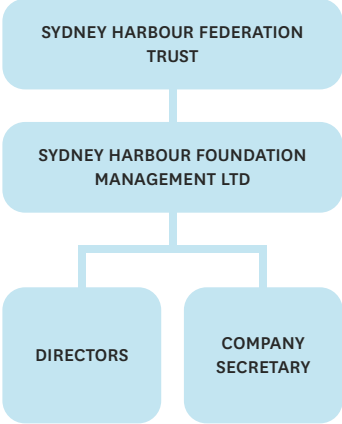 SYDNEY HARBOUR FEDERATION
TRUST
SYDNEY HARBOUR FOUNDATION
MANAGEMENT LTD
DIRECTORS
COMPANY
SECRETARY